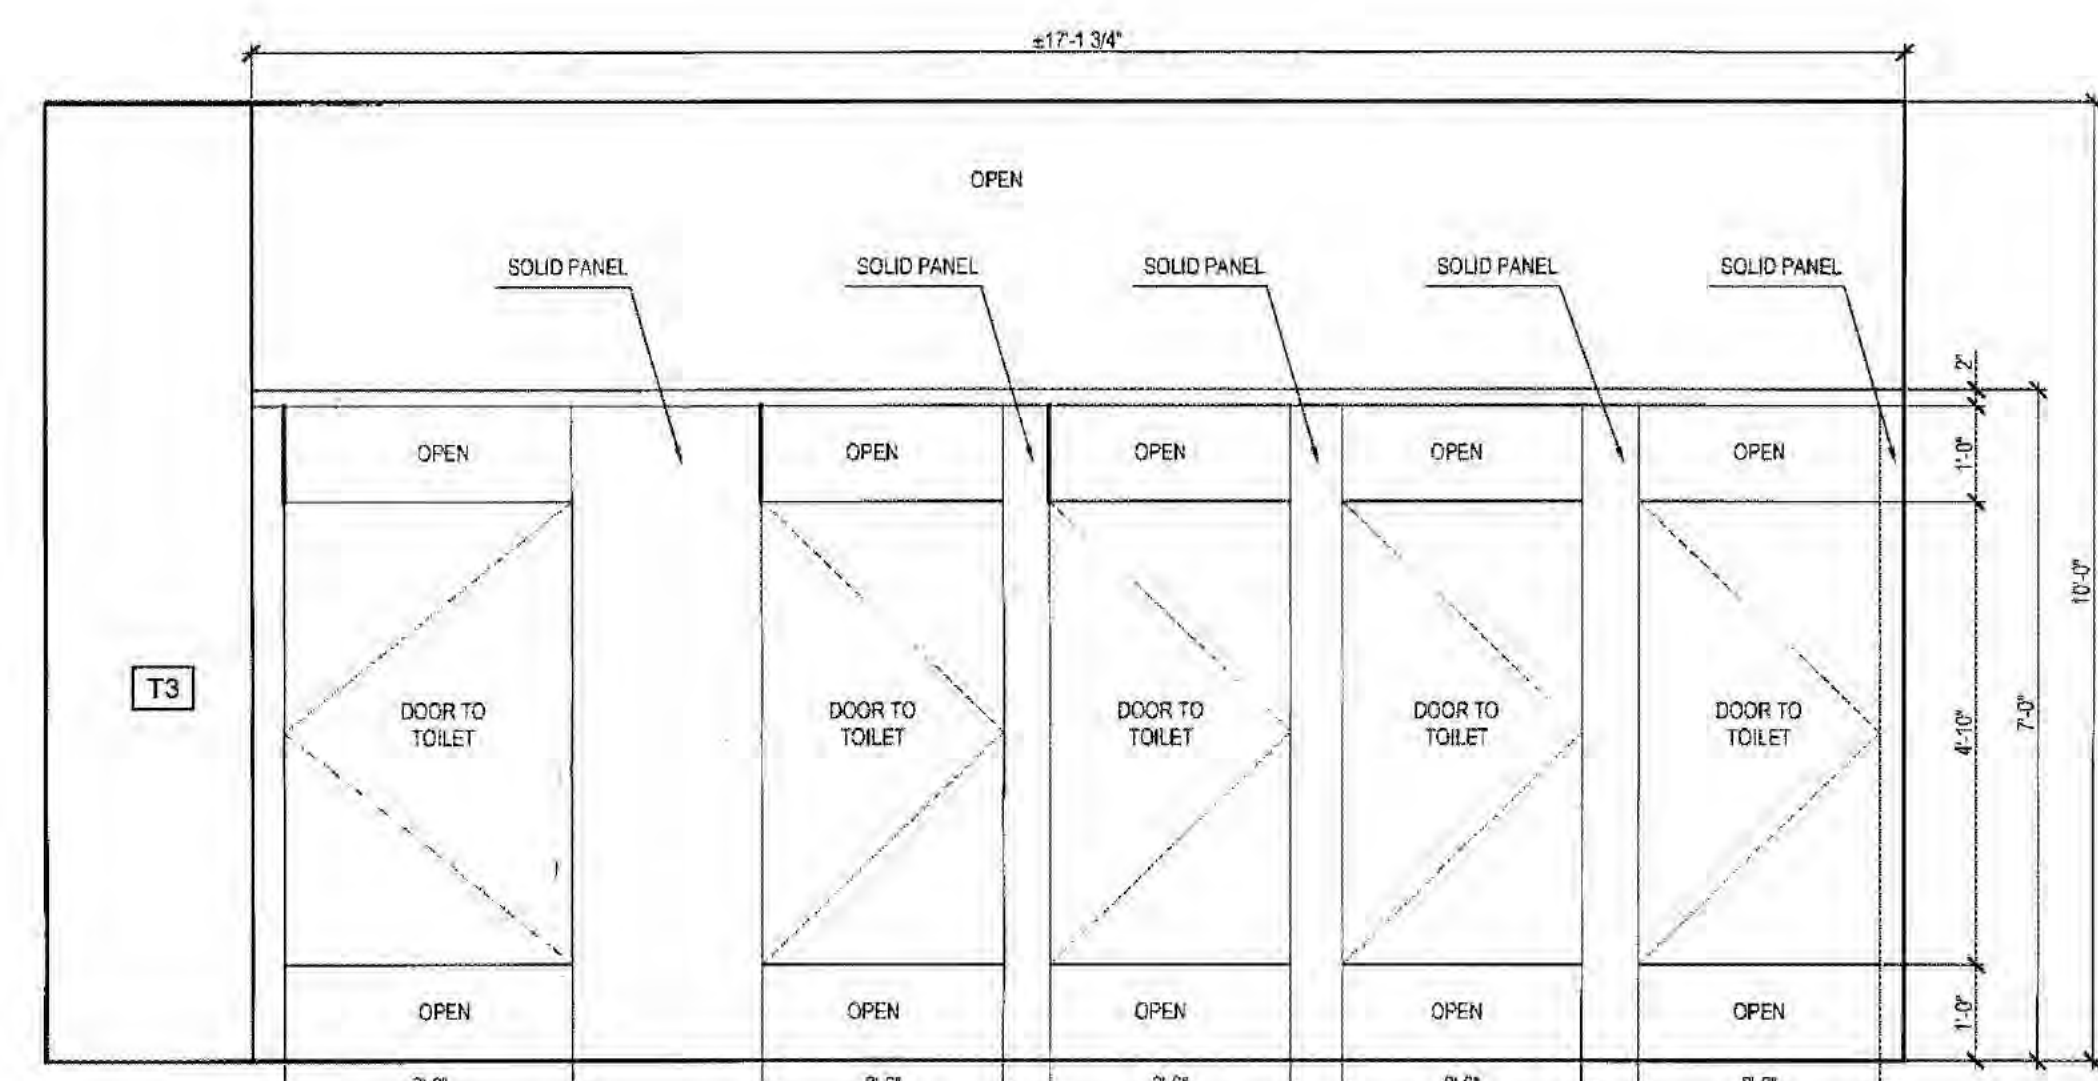 ±17'-1 3/4"
OPEN
SOLID PANEL
SOLID PANEL
SOLID PANEL
SOLID PANEL
SOLID PANEL
2"
OPEN
OPEN
OPEN
OPEN
OPEN
1'-0"
10'-0"
T3
DOOR TO
TOILET
DOOR TO
TOILET
DOOR TO
TOILET
DOOR TO
TOILET
DOOR TO
TOILET
4'-10"
7'-0"
OPEN
OPEN
OPEN
OPEN
OPEN
1'-0"